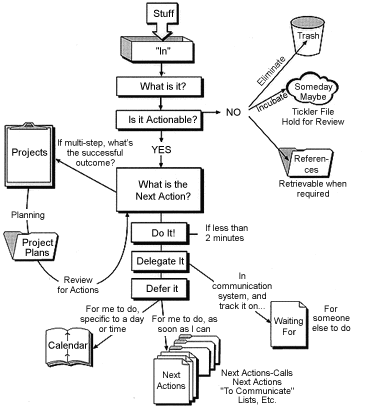 Stuff
"In"
Trash
What is it?
Eliminate
Someday
Maybe
Is it Actionable?
NO
Incubate
Tickler File
Hold for Review
Projects
If multi-step, what's
the successful
outcome?
YES
Referen-
ces
Retrievable when
required
What is the
Next Action?
Planning
Do It!
If less than
2 minutes
Project
Plans
Delegate It
In
communication
system, and
track it on...
Review
for Actions
Defer it
For me to do,
specific to a day
or time
For me to do, as
soon as I can
Waiting
For
For
someone
else to do
Calendar
Next
Actions
Next Actions-Calls
Next Actions
"To Communicate"
Lists, Etc.